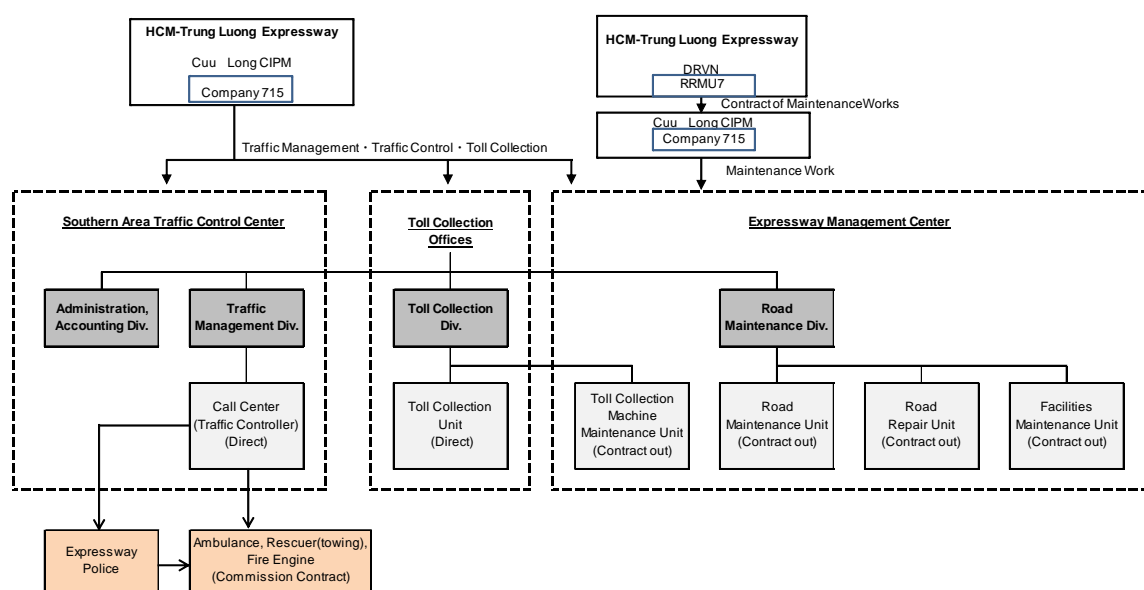 HCM-Trung Luong Expressway
Cuu Long CIPM
Company 715
HCM-Trung Luong Expressway
DRVN
RRMU7
Contract of MaintenanceWorks
Cuu Long CIPM
Company 715
Traffic Management・Traffic Control・Toll Collection
Maintenance Work
Southern Area Traffic Control Center
Toll Collection
Offices
Expressway Management Center
Administration,
Accounting Div.
Traffic
Management Div.
Toll Collection
Div.
Road
Maintenance Div.
Call Center
(Traffic Controller)
(Direct)
Toll Collection
Unit
(Direct)
Toll Collection
Machine
Maintenance Unit
(Contract out)
Road
Maintenance Unit
(Contract out)
Road
Repair Unit
(Contract out)
Facilities
Maintenance Unit
(Contract out)
Expressway
Police
Ambulance, Rescuer(towing),
Fire Engine
(Commission Contract)